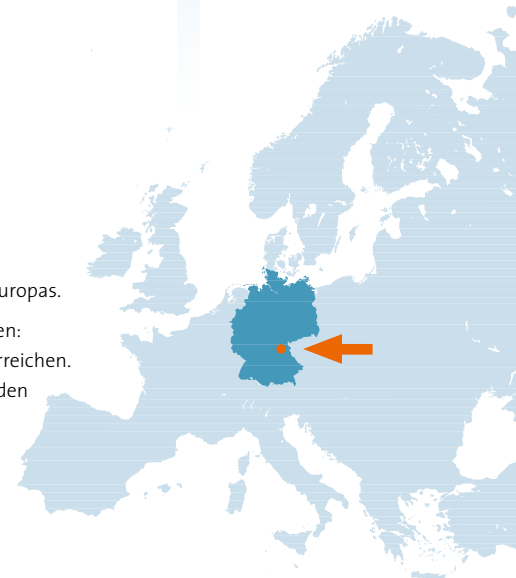 uropas.
en:
rreichen.
den